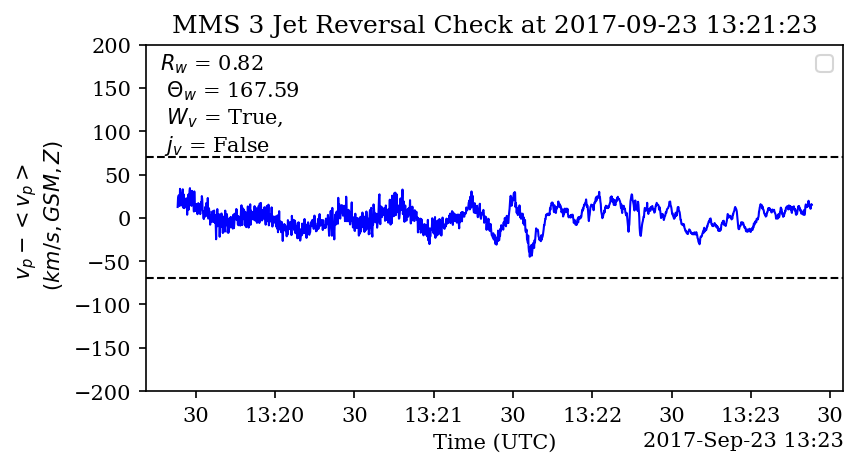 MMS 3 Jet Reversal Check at 2017-09-23 13:21:23
R_w = 0.82
Θ_w = 167.59
W_v = True,
j_v = False
v_p − < v_p >
(km/s, GSM, Z)
200
150
100
50
0
−50
−100
−150
−200
30 13:20 30 13:21 30 13:22 30 13:23 30
Time (UTC) 2017-Sep-23 13:23